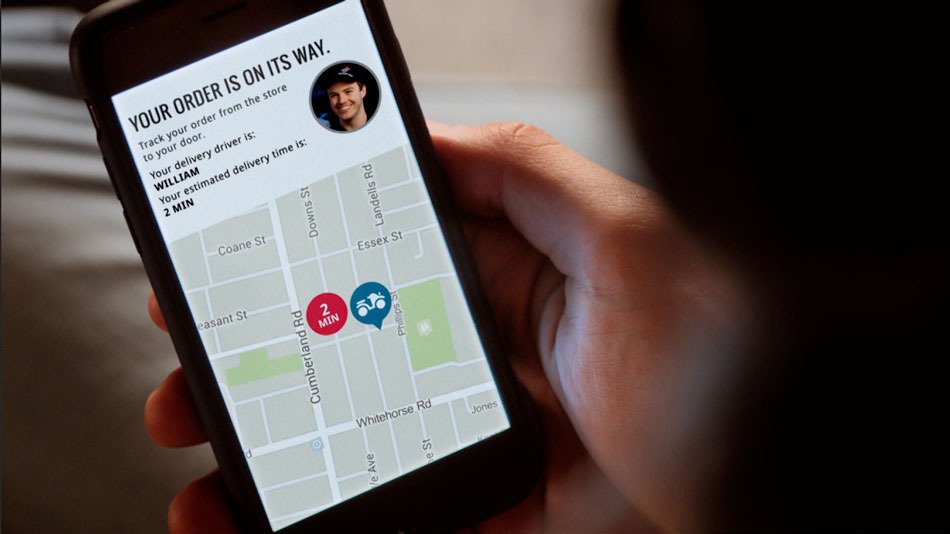 YOUR ORDER IS ON ITS WAY.
Track your order from the store
to your door.
Your delivery driver is:
WILLIAM
Your estimated delivery time is:
2 MIN
Downs St
Landells Rd
Coane St
Essex St
easant St
2
MIN
Phillips St
Cumberland Rd
Whitehorse Rd
Jones
d
e Ave
e St